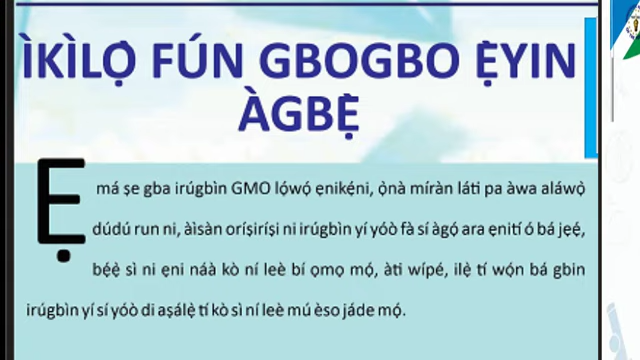 ÌKÌLỌ̀ FÚN GBOGBO Ẹ̀YIN
ÀGBẸ̀
Ẹ má ṣe gba irúgbìn GMO lọ́wọ́ ẹnikẹ́ni, ọ̀nà míràn láti pa àwa aláwọ̀
dúdú run ni, àìsàn oríṣiríṣi ni irúgbìn yí yóò fà sí àgọ́ ara ẹnití ó bá jẹẹ́,
bẹ́ẹ̀ sì ni ẹni náà kò ní leè bí ọmọ mọ́, àti wípé, ilẹ̀ tí wọ́n bá gbin
irúgbìn yí sí yóò di aṣálẹ̀ tí kò sì ní leè mú èso jáde mọ́.